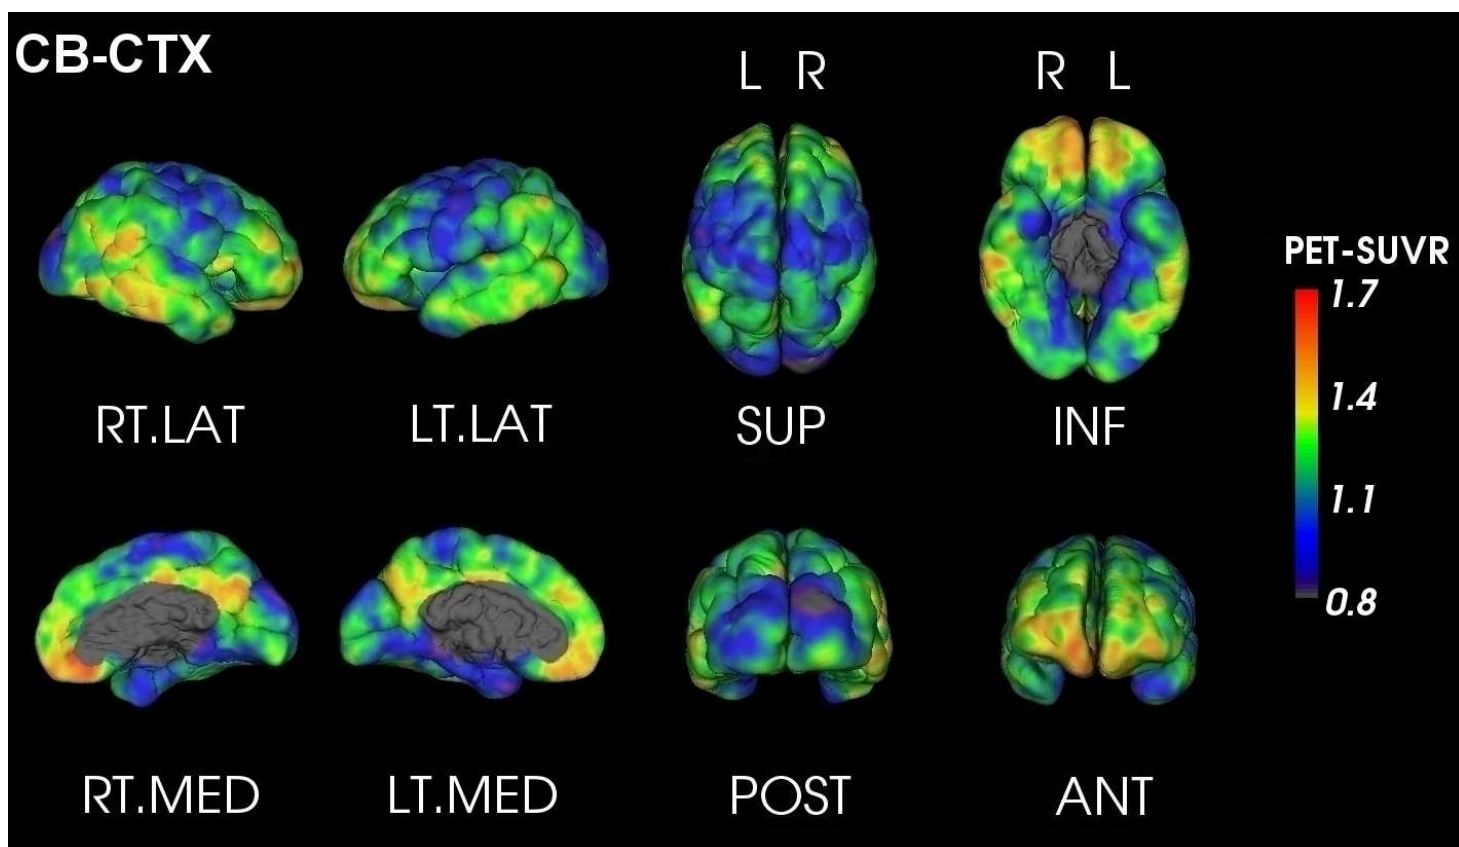 CB-CTX
L R
R L
PET-SUVR
1.7
1.4
1.1
0.8
RT.LAT
LT.LAT
SUP
INF
RT.MED
LT.MED
POST
ANT